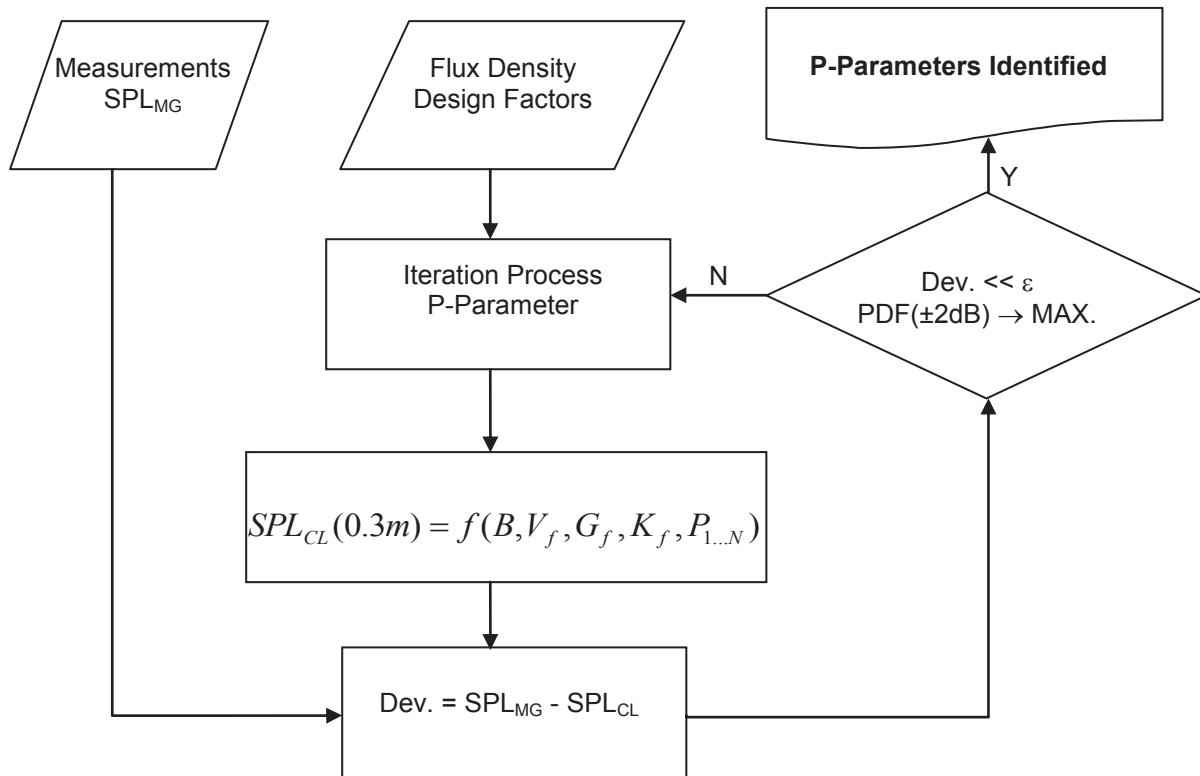 Measurements
SPL_MG
Flux Density
Design Factors
P-Parameters Identified
Y
N
Iteration Process
P-Parameter
Dev. << ε
PDF(±2dB) → MAX.
SPL_CL(0.3m) = f(B, V_f, G_f, K_f, P_1...N)
Dev. = SPL_MG - SPL_CL